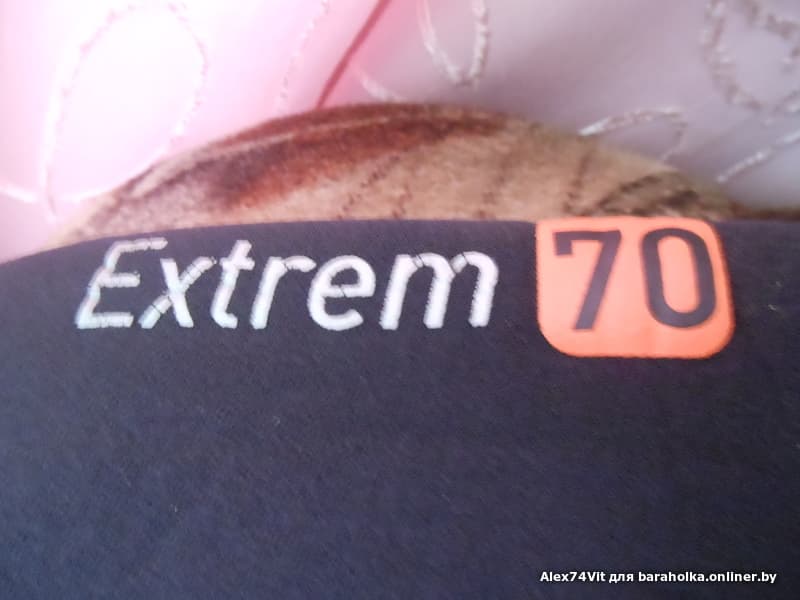 Extrem 70
Alex74Vit для baraholka.onliner.by